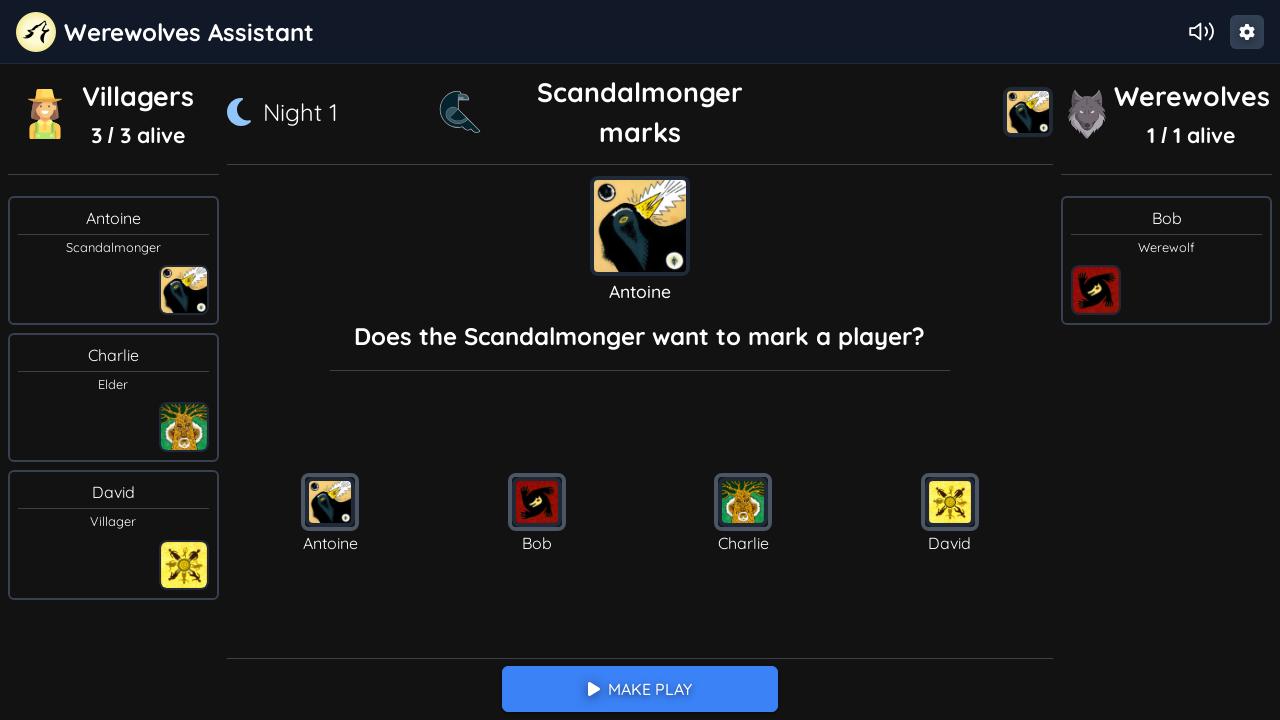 Werewolves Assistant
Villagers
3 / 3 alive
Night 1
Scandalmonger
marks
Werewolves
1 / 1 alive
Antoine
Scandalmonger
Charlie
Elder
David
Villager
Antoine
Does the Scandalmonger want to mark a player?
Antoine
Bob
Charlie
David
MAKE PLAY
Bob
Werewolf